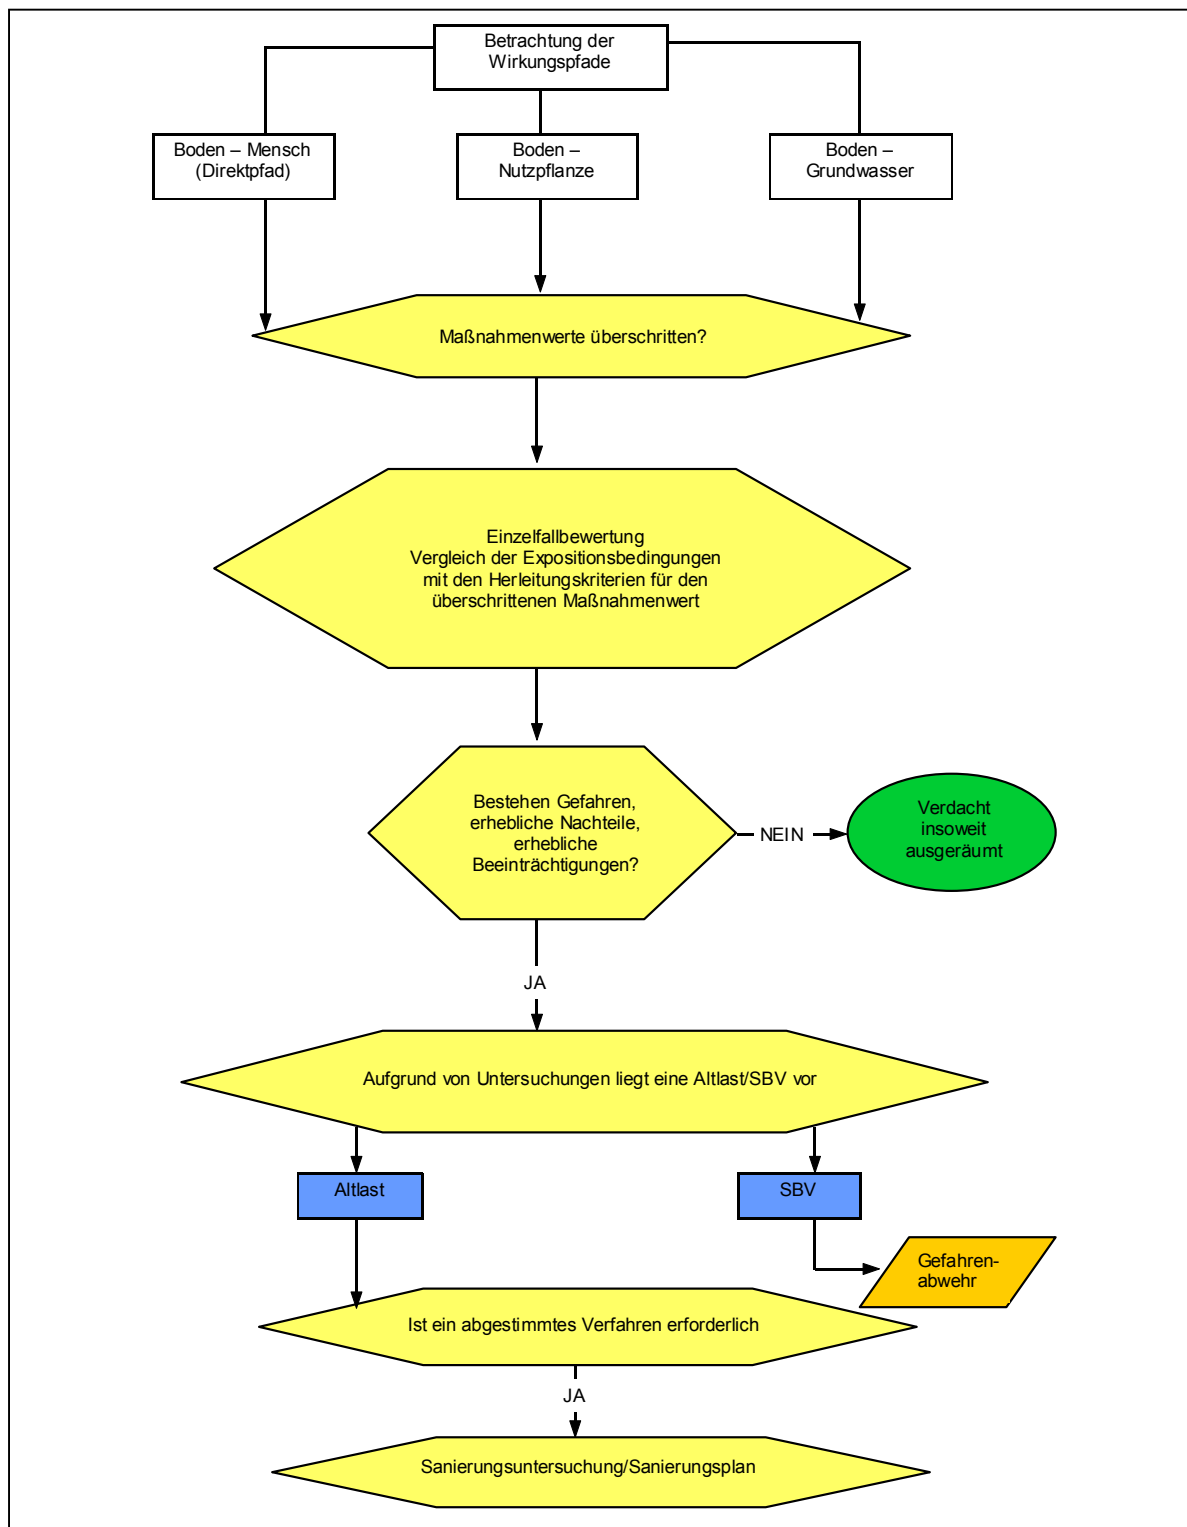 Betrachtung der
Wirkungspfade
Boden – Mensch
(Direktpfad)
Boden –
Nutzpflanze
Boden –
Grundwasser
Maßnahmenwerte überschritten?
Einzelfallbewertung
Vergleich der Expositionsbedingungen
mit den Herleitungskriterien für den
überschrittenen Maßnahmenwert
Bestehen Gefahren,
erhebliche Nachteile,
erhebliche
Beeinträchtigungen?
NEIN
Verdacht
insoweit
ausgeräumt
JA
Aufgrund von Untersuchungen liegt eine Altlast/SBV vor
Altlast
SBV
Gefahren-
abwehr
Ist ein abgestimmtes Verfahren erforderlich
JA
Sanierungsuntersuchung/Sanierungsplan